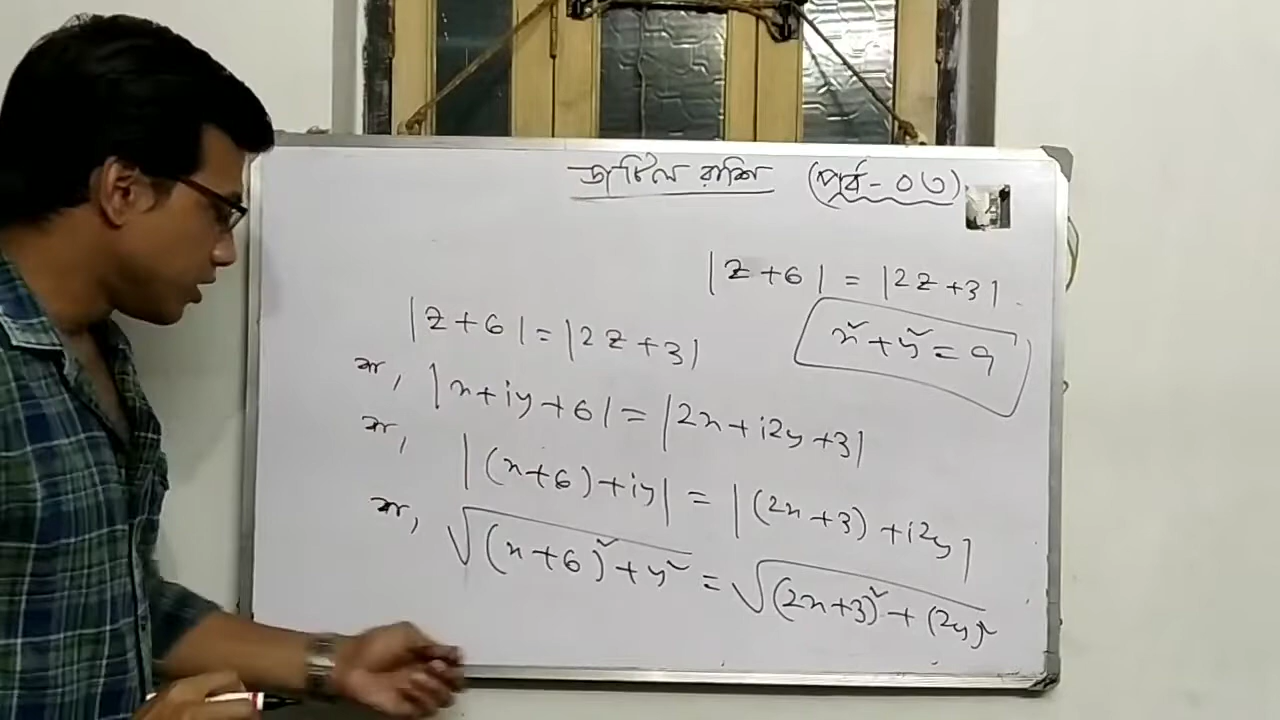 জটিল রাশি (পর্ব - ০৩)
|z+6| = |2z+3|
x²+y² = 9
|z+6| = |2z+3|
বা, |x+iy+6| = |2x+i2y+3|
বা, |(x+6)+iy| = |(2x+3)+i2y|
বা, √((x+6)²+y²) = √((2x+3)²+(2y)²)